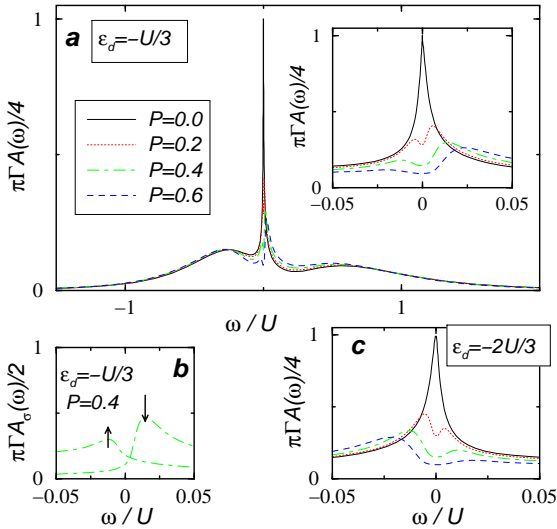 a
ε_d=−U/3
P=0.0
P=0.2
P=0.4
P=0.6
πΓA(ω)/4
1
0
−1
1
ω / U
πΓA(ω)/4
1
0
−0.05
0
0.05
ω / U
b
ε_d=−U/3
P=0.4
πΓA_σ(ω)/2
1
0
−0.05
0
0.05
ω / U
c
ε_d=−2U/3
πΓA(ω)/4
1
0
−0.05
0
0.05
ω / U